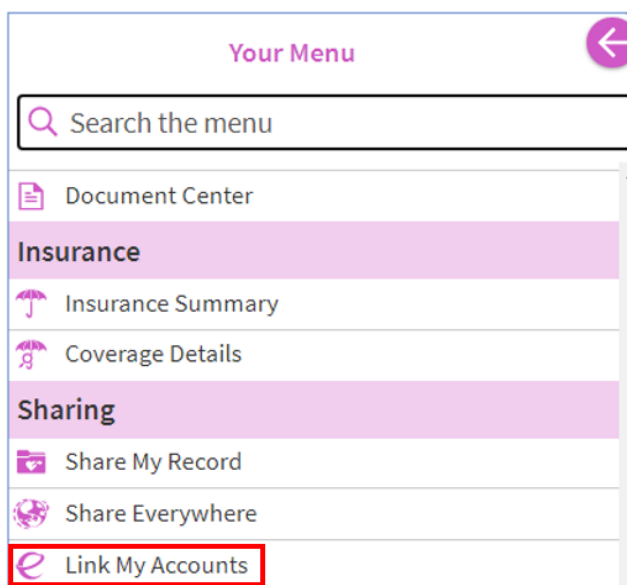 Your Menu
Search the menu
Document Center
Insurance
Insurance Summary
Coverage Details
Sharing
Share My Record
Share Everywhere
Link My Accounts